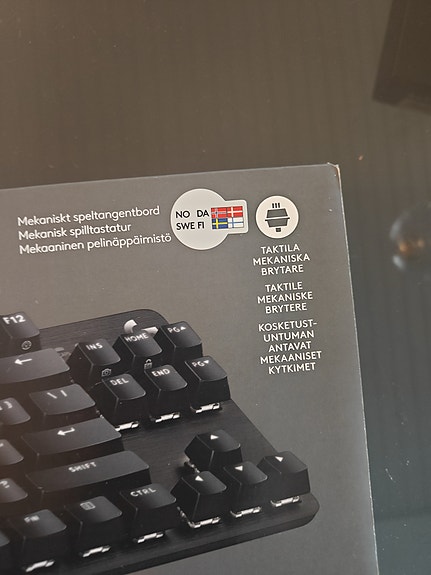 Mekaniskt speltangentbord
Mekanisk spilltastatur
Mekaaninen pelinäppäimistö
NO DA
SWE FI
TAKTILA
MEKANISKA
BRYTARE
TAKTILE
MEKANISKE
BRYTERE
KOSKETUST-
UNTUMAN
ANTAVAT
MEKAANISET
KYTKIMET
F12
INS HOME PG▲
DEL END PG▼
SHIFT
FN CTRL